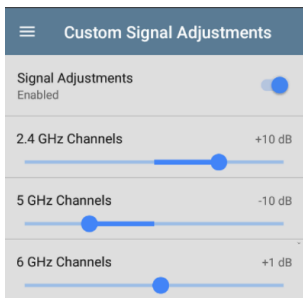 Custom Signal Adjustments
Signal Adjustments
Enabled
2.4 GHz Channels +10 dB
5 GHz Channels -10 dB
6 GHz Channels +1 dB